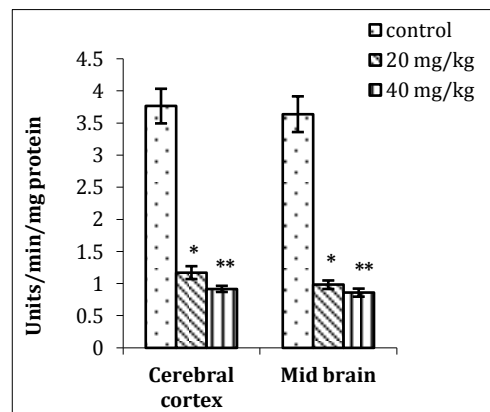 control
20 mg/kg
40 mg/kg
Units/min/mg protein
4.5
4
3.5
3
2.5
2
1.5
1
0.5
0
*
**
*
**
Cerebral
cortex
Mid brain